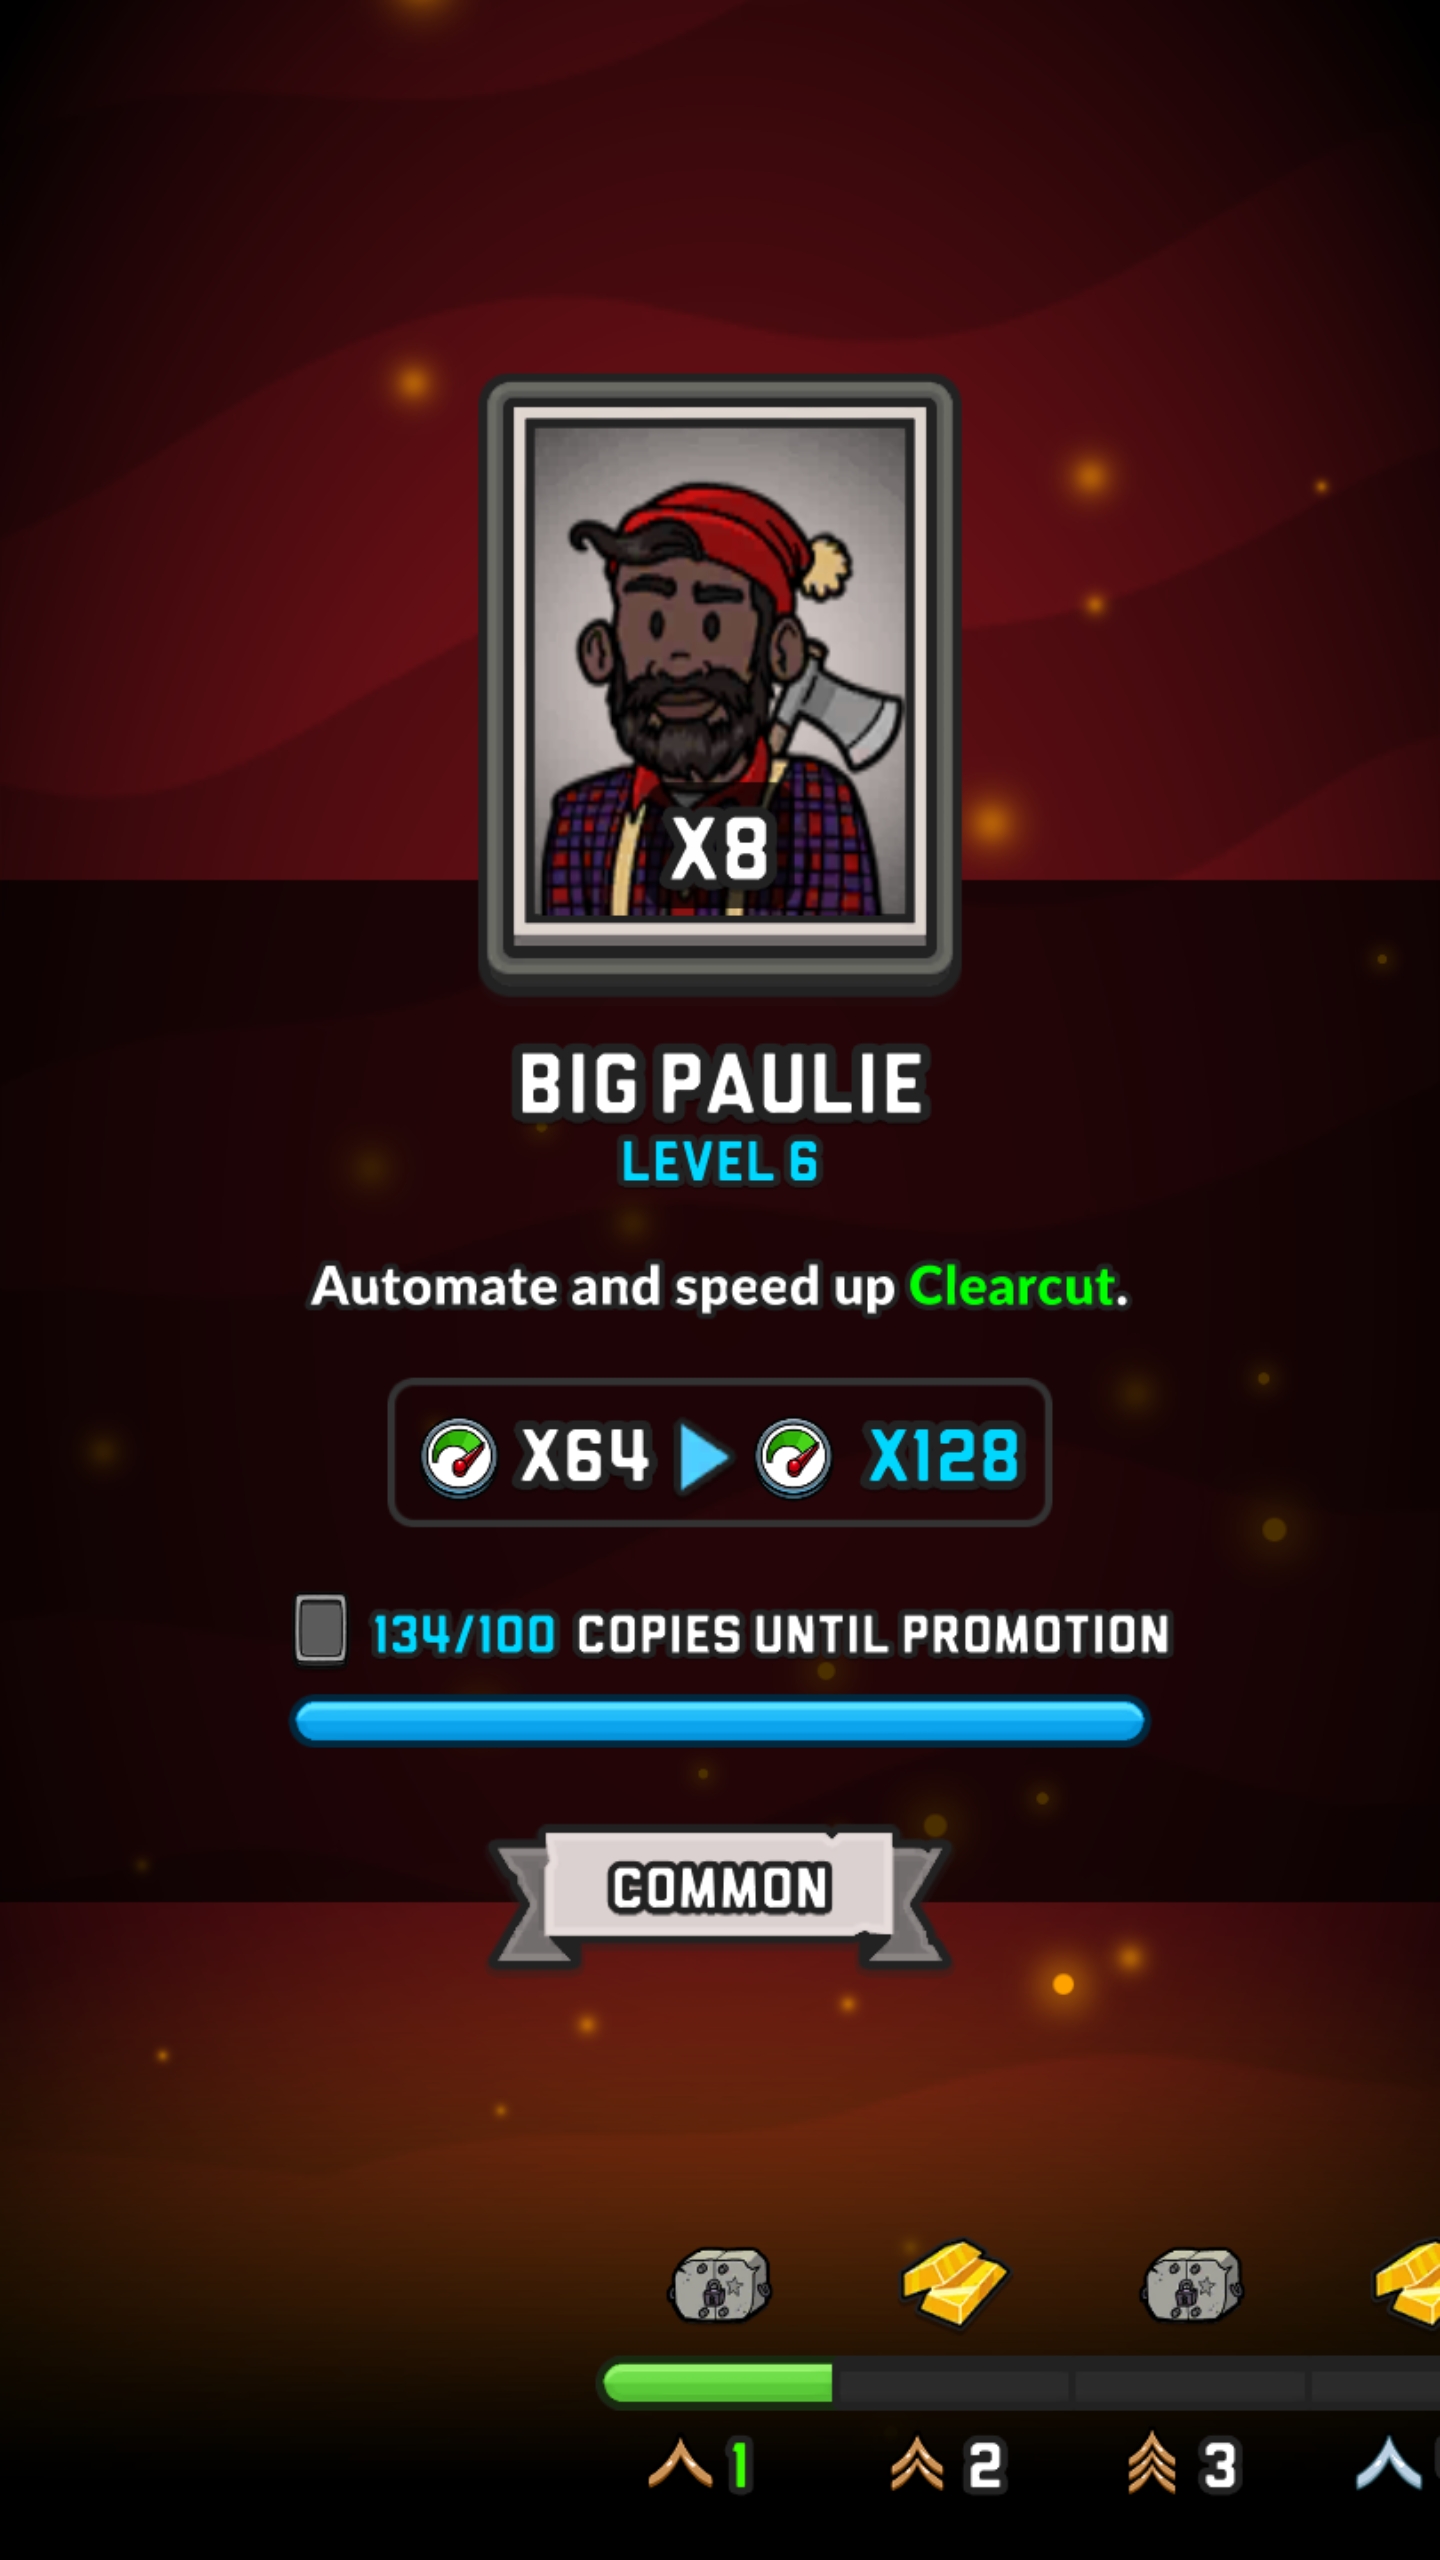 X8
BIG PAULIE
LEVEL 6
Automate and speed up Clearcut.
X64 X128
134/100 COPIES UNTIL PROMOTION
COMMON
1 2 3